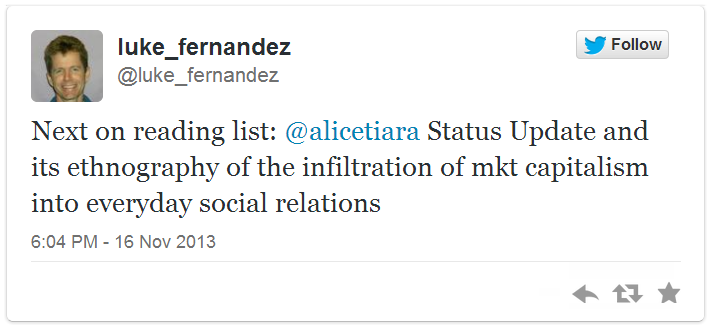 luke_fernandez
@luke_fernandez
Follow
Next on reading list: @alicetiara Status Update and
its ethnography of the infiltration of mkt capitalism
into everyday social relations
6:04 PM - 16 Nov 2013